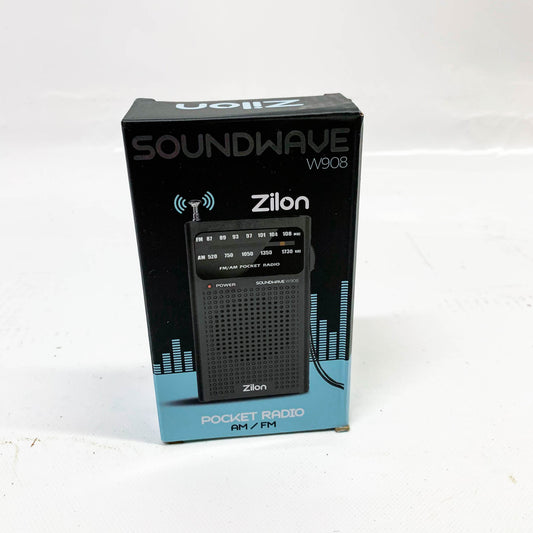 Zilon
SOUNDWAVE
W908
Zilon
FM 87 89 93 97 101 104 108 MHz
AM 520 750 1050 1350 1730 KHz
FM/AM POCKET RADIO
POWER SOUNDWAVE W908
Zilon
POCKET RADIO
AM / FM